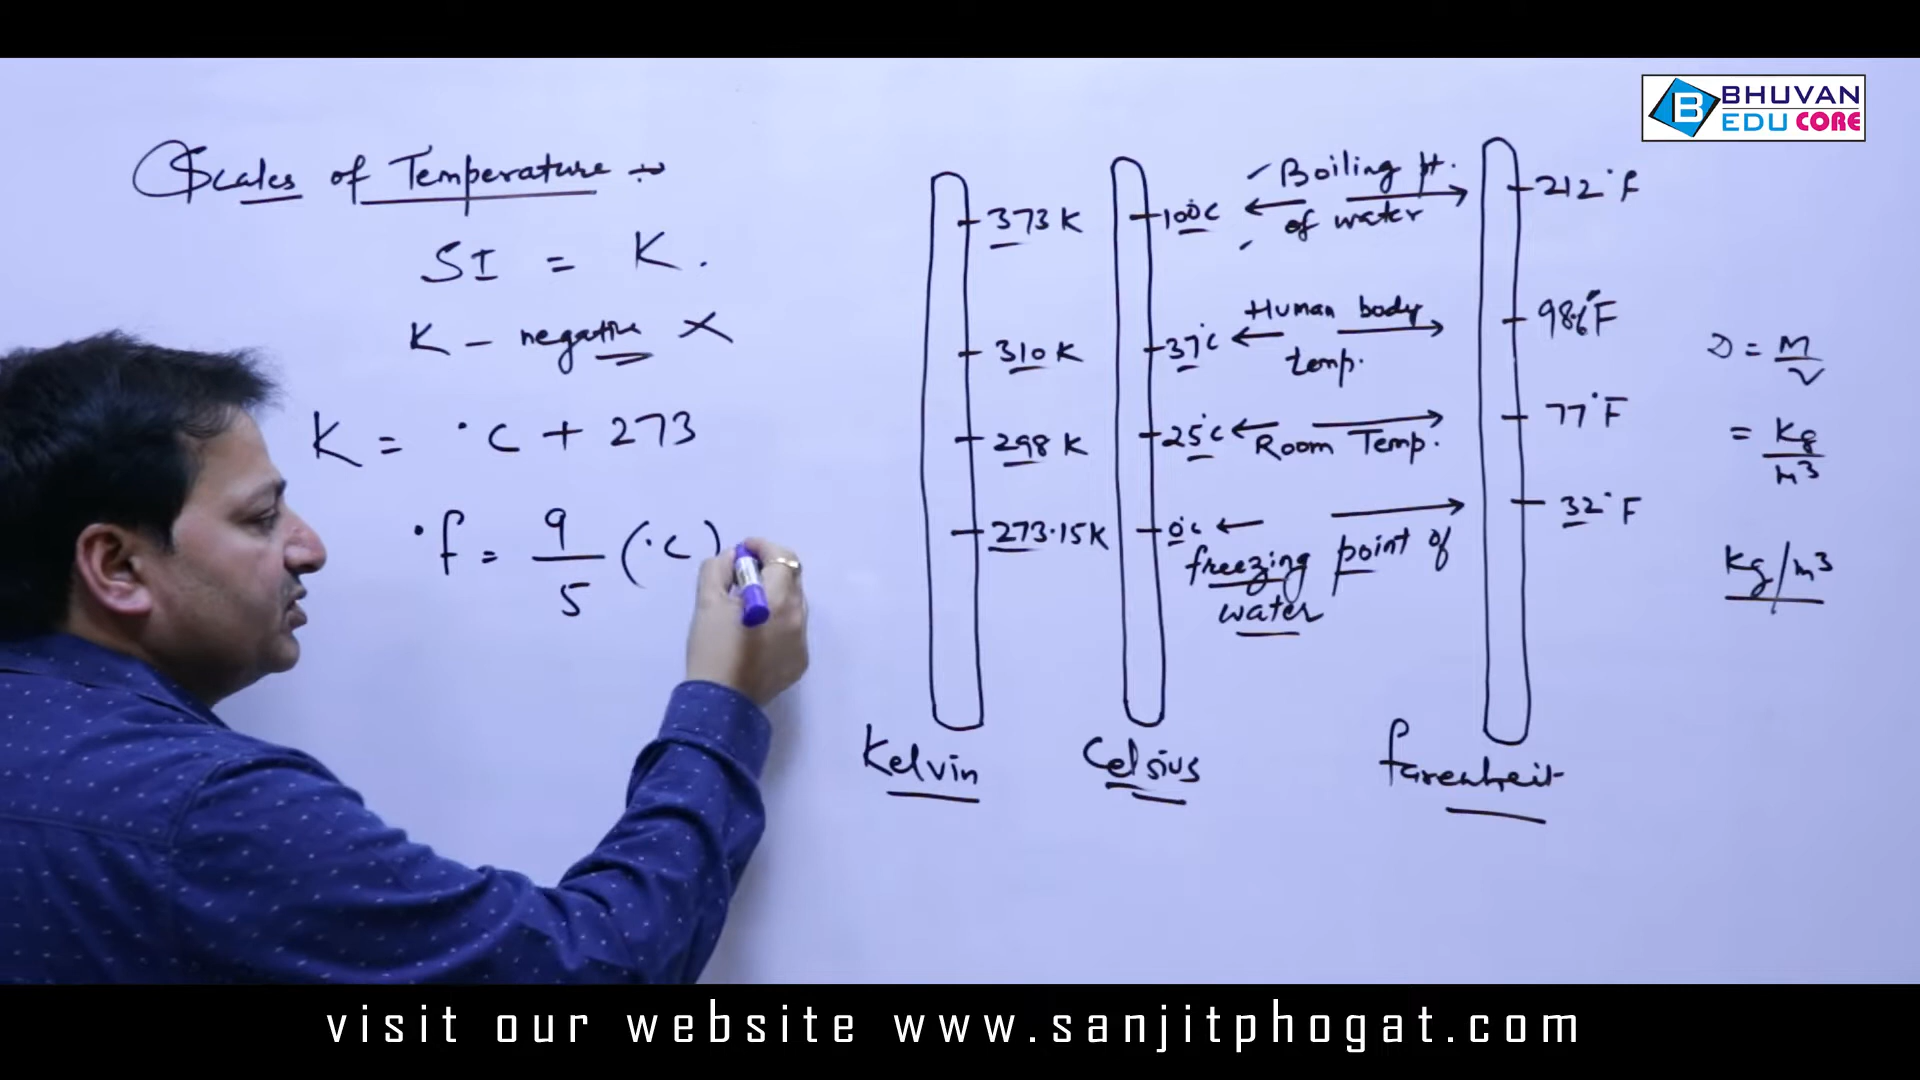 BHUVAN
EDU CORE
Scales of Temperature :-
SI = K.
K - negative ×
K = °C + 273
°f = 9/5 (°C)
373 K
310 K
298 K
273.15K
Kelvin
100°C
37°C
25°C
0°C
Celsius
Boiling pt.
of water
Human body
temp.
Room Temp.
freezing point of
water
212°F
98.6°F
77°F
32°F
farenheit
D = M/V
= Kg/m³
Kg/m³
visit our website www.sanjitphogat.com